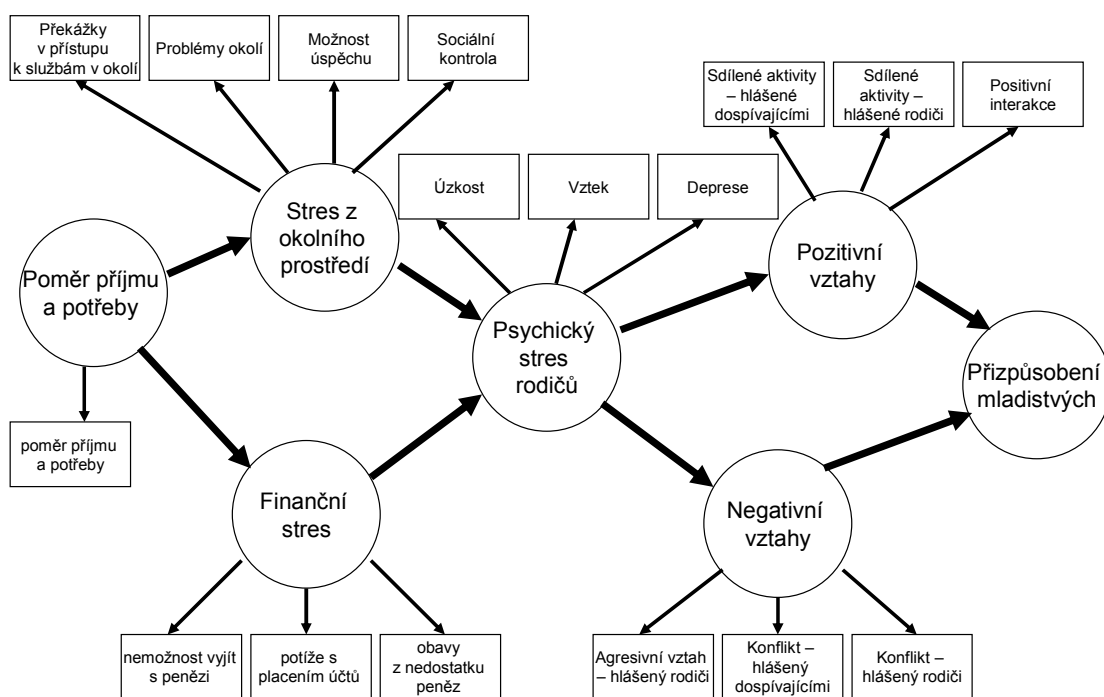 Překážky
v přístupu
k službám v okolí
Problémy okolí
Možnost
úspěchu
Sociální
kontrola
Sdílené aktivity
– hlášené
dospívajícími
Sdílené
aktivity –
hlášené rodiči
Positivní
interakce
Úzkost
Vztek
Deprese
Stres z
okolního
prostředí
Pozitivní
vztahy
Poměr příjmu
a potřeby
Psychický
stres
rodičů
Přizpůsobení
mladistvých
poměr příjmu
a potřeby
Finanční
stres
Negativní
vztahy
nemožnost vyjít
s penězi
potíže s
placením účtů
obavy
z nedostatku
peněz
Agresivní vztah
– hlášený rodiči
Konflikt –
hlášený
dospívajícími
Konflikt –
hlášený rodiči